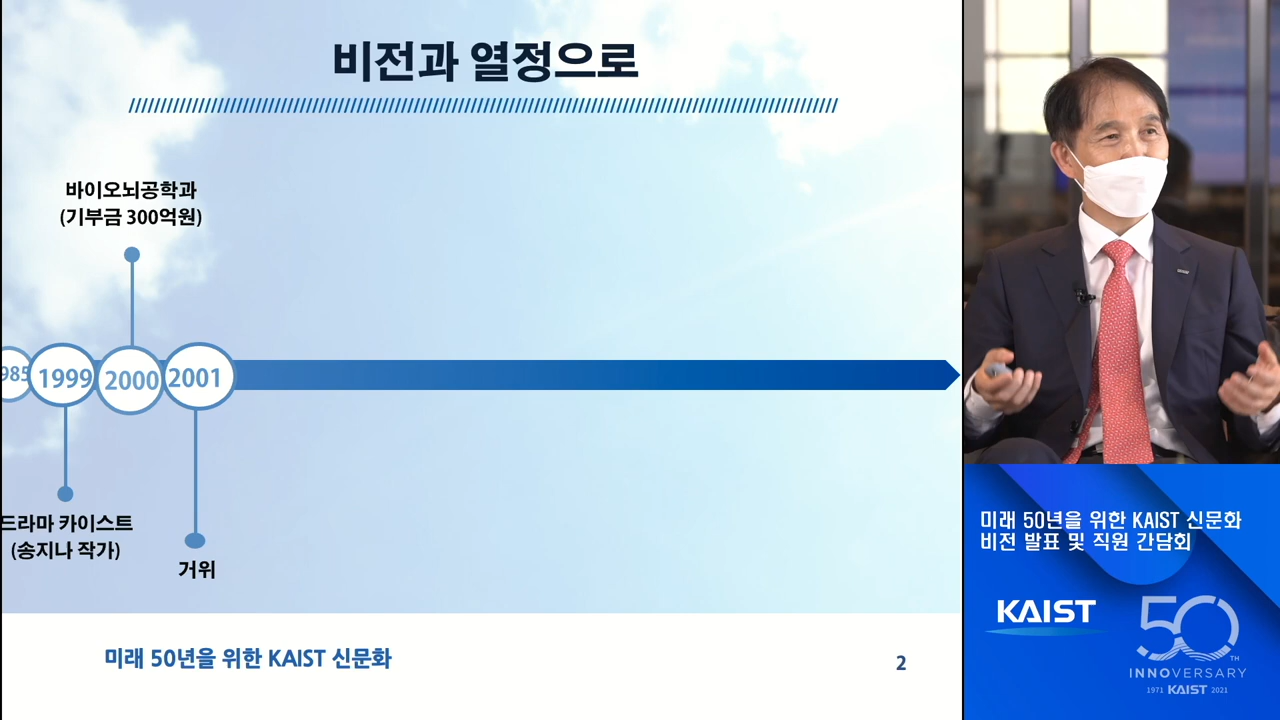 비전과 열정으로
바이오뇌공학과
(기부금 300억원)
985
1999
2000
2001
드라마 카이스트
(송지나 작가)
거위
미래 50년을 위한 KAIST 신문화
2
미래 50년을 위한 KAIST 신문화
비전 발표 및 직원 간담회
KAIST
50
TH
INNOVERSARY
1971 KAIST 2021